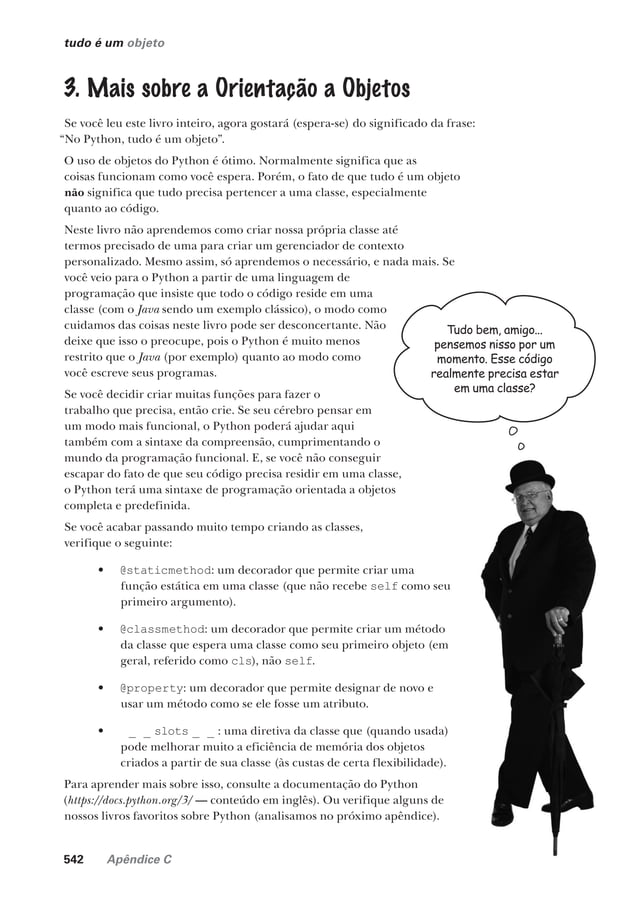 tudo é um objeto
3. Mais sobre a Orientação a Objetos
Se você leu este livro inteiro, agora gostará (espera-se) do significado da frase:
“No Python, tudo é um objeto”.
O uso de objetos do Python é ótimo. Normalmente significa que as
coisas funcionam como você espera. Porém, o fato de que tudo é um objeto
não significa que tudo precisa pertencer a uma classe, especialmente
quanto ao código.
Neste livro não aprendemos como criar nossa própria classe até
termos precisado de uma para criar um gerenciador de contexto
personalizado. Mesmo assim, só aprendemos o necessário, e nada mais. Se
você veio para o Python a partir de uma linguagem de
programação que insiste que todo o código reside em uma
classe (com o Java sendo um exemplo clássico), o modo como
cuidamos das coisas neste livro pode ser desconcertante. Não
deixe que isso o preocupe, pois o Python é muito menos
restrito que o Java (por exemplo) quanto ao modo como
você escreve seus programas.
Se você decidir criar muitas funções para fazer o
trabalho que precisa, então crie. Se seu cérebro pensar em
um modo mais funcional, o Python poderá ajudar aqui
também com a sintaxe da compreensão, cumprimentando o
mundo da programação funcional. E, se você não conseguir
escapar do fato de que seu código precisa residir em uma classe,
o Python terá uma sintaxe de programação orientada a objetos
completa e predefinida.
Se você acabar passando muito tempo criando as classes,
verifique o seguinte:
• @staticmethod: um decorador que permite criar uma
função estática em uma classe (que não recebe self como seu
primeiro argumento).
• @classmethod: um decorador que permite criar um método
da classe que espera uma classe como seu primeiro objeto (em
geral, referido como cls), não self.
• @property: um decorador que permite designar de novo e
usar um método como se ele fosse um atributo.
• _ _ slots _ _ : uma diretiva da classe que (quando usada)
pode melhorar muito a eficiência de memória dos objetos
criados a partir de sua classe (às custas de certa flexibilidade).
Para aprender mais sobre isso, consulte a documentação do Python
(https://docs.python.org/3/ — conteúdo em inglês). Ou verifique alguns de
nossos livros favoritos sobre Python (analisamos no próximo apêndice).
Tudo bem, amigo...
pensemos nisso por um
momento. Esse código
realmente precisa estar
em uma classe?
542 Apêndice C